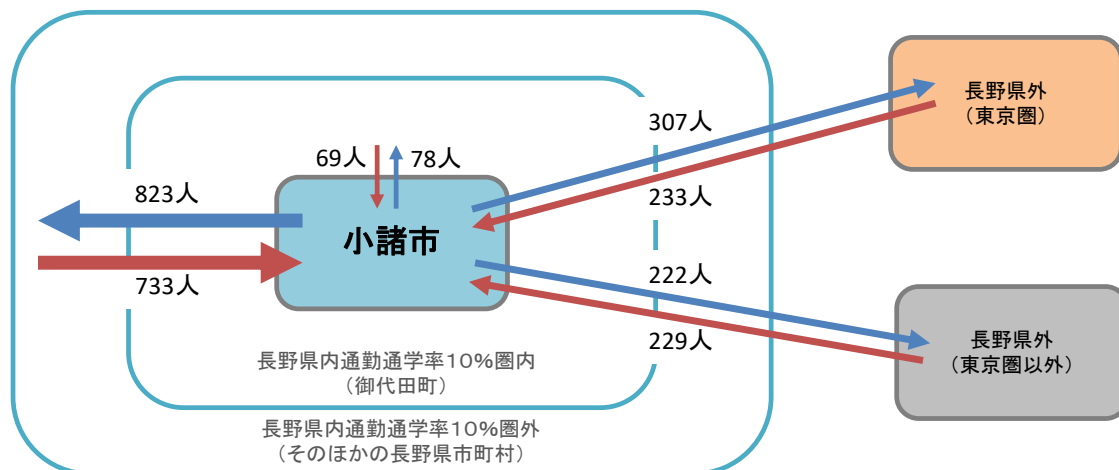 長野県外
（東京圏）
307人
69人
78人
823人
233人
小諸市
733人
222人
229人
長野県外
（東京圏以外）
長野県内通勤通学率10%圏内
（御代田町）
長野県内通勤通学率10%圏外
（そのほかの長野県市町村）